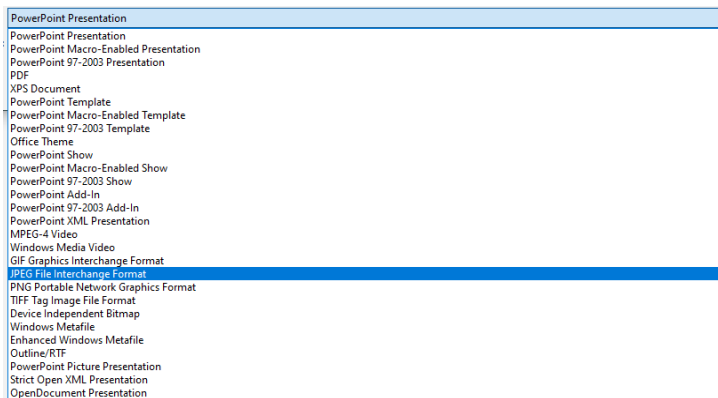 PowerPoint Presentation
PowerPoint Presentation
PowerPoint Macro-Enabled Presentation
PowerPoint 97-2003 Presentation
PDF
XPS Document
PowerPoint Template
PowerPoint Macro-Enabled Template
PowerPoint 97-2003 Template
Office Theme
PowerPoint Show
PowerPoint Macro-Enabled Show
PowerPoint 97-2003 Show
PowerPoint Add-In
PowerPoint 97-2003 Add-In
PowerPoint XML Presentation
MPEG-4 Video
Windows Media Video
GIF Graphics Interchange Format
JPEG File Interchange Format
PNG Portable Network Graphics Format
TIFF Tag Image File Format
Device Independent Bitmap
Windows Metafile
Enhanced Windows Metafile
Outline/RTF
PowerPoint Picture Presentation
Strict Open XML Presentation
OpenDocument Presentation